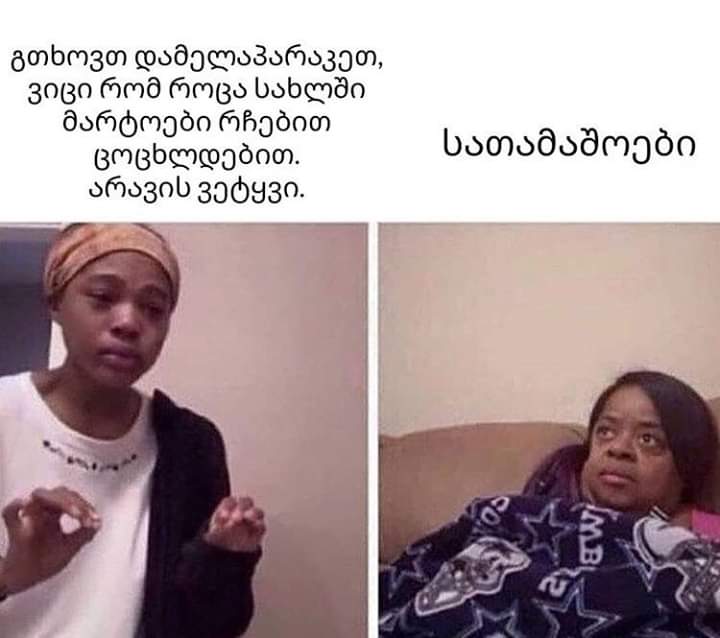 გთხოვთ დამელაპარაკეთ,
ვიცი რომ როცა სახლში
მარტოები რჩებით
ცოცხლდებით.
არავის ვეტყვი.
სათამაშოები